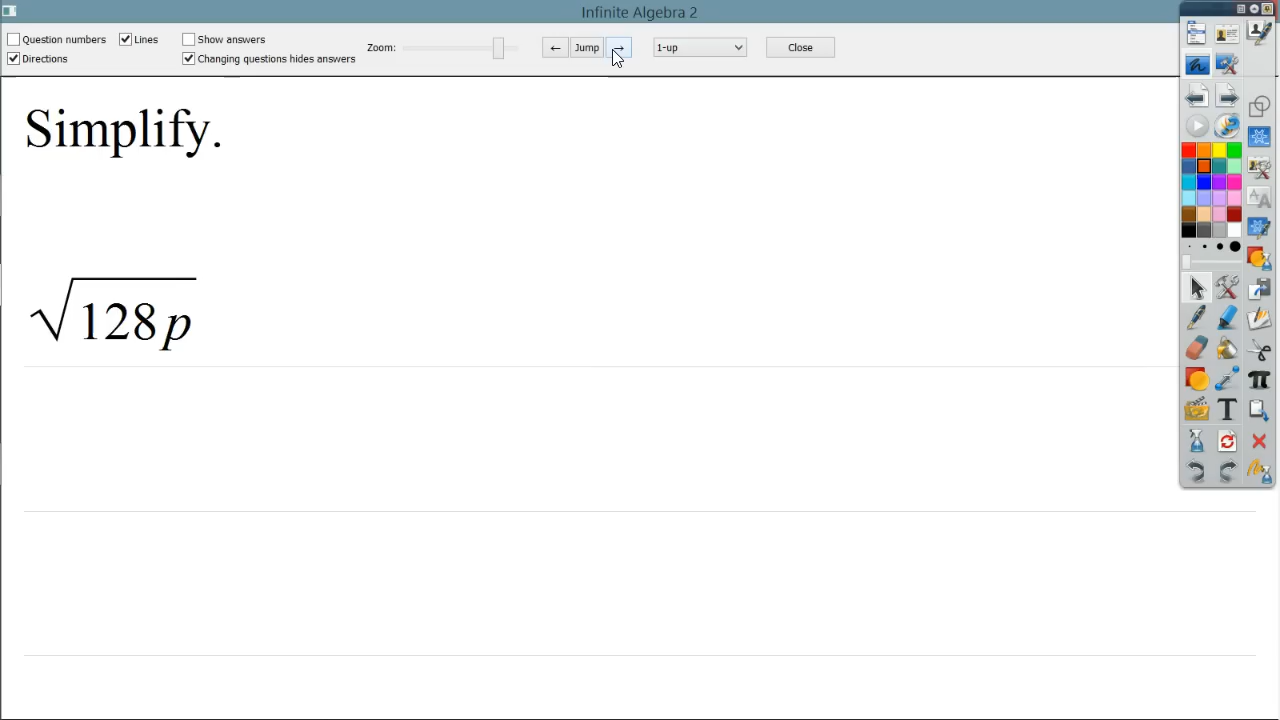 Infinite Algebra 2
Question numbers Lines Show answers
Directions Changing questions hides answers
Zoom: ← Jump → 1-up Close
Simplify.
√128p